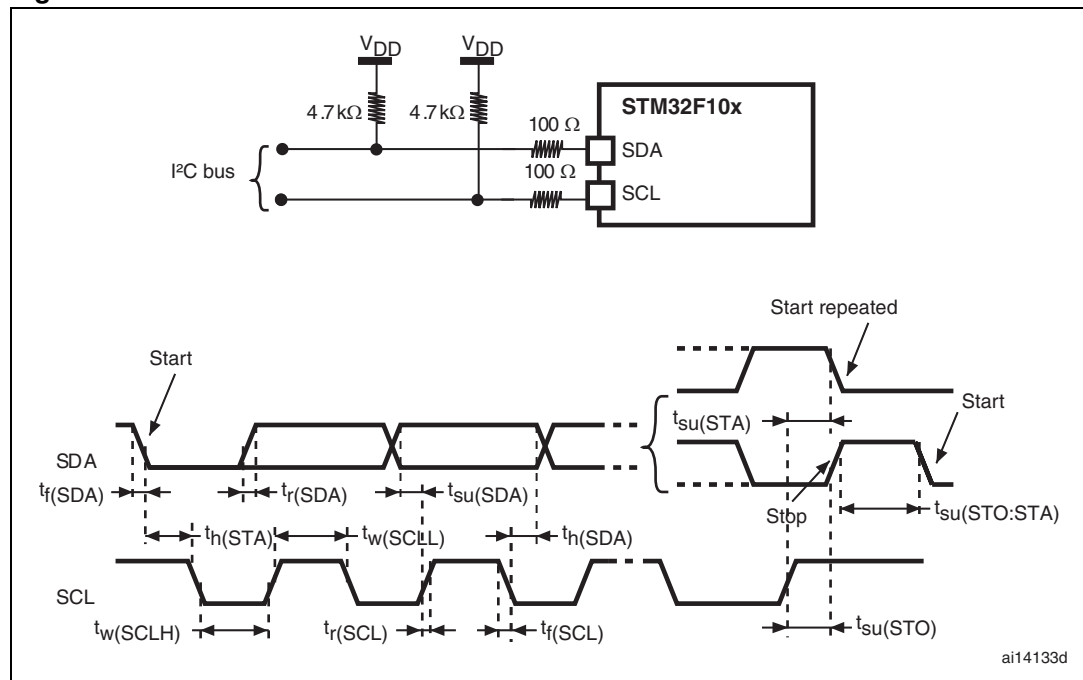 VDD VDD
4.7kΩ 4.7kΩ
STM32F10x
100 Ω
SDA
I²C bus
100 Ω
SCL
Start repeated
Start
Start
tsu(STA)
SDA
tf(SDA) tr(SDA) tsu(SDA)
Stop
tsu(STO:STA)
th(STA) tw(SCLL) th(SDA)
SCL
tw(SCLH) tr(SCL) tf(SCL) tsu(STO)
ai14133d